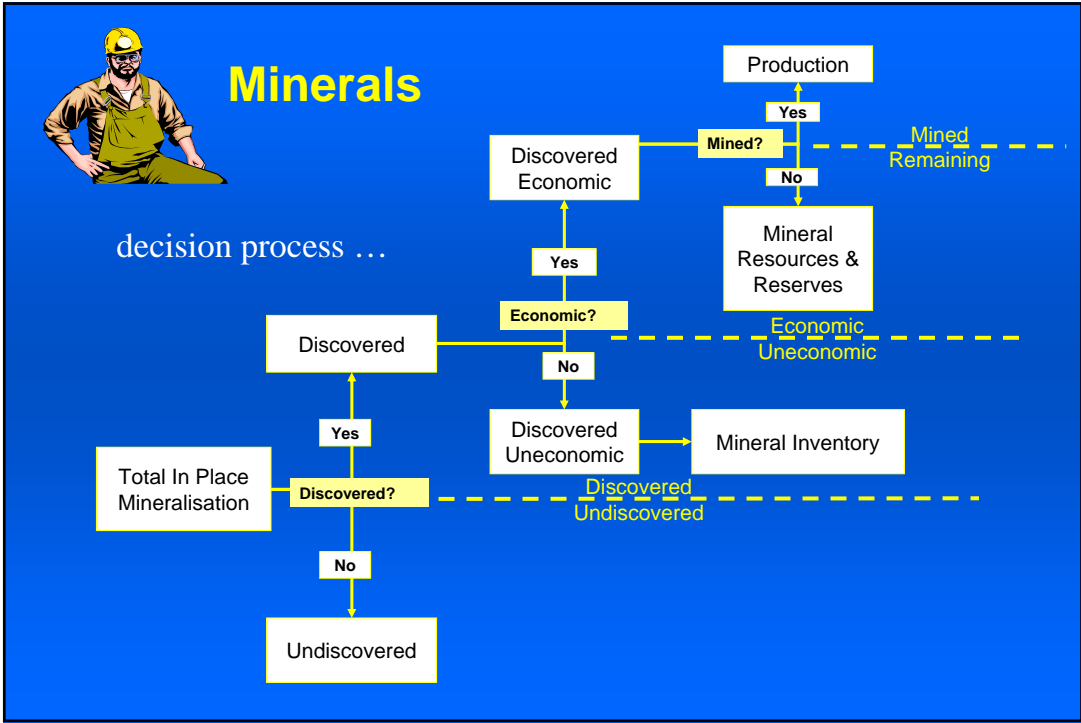 Minerals
decision process …
Production
Yes
Mined?
Mined
Remaining
No
Discovered
Economic
Mineral
Resources &
Reserves
Yes
Economic?
Economic
Uneconomic
Discovered
No
Discovered
Uneconomic
Mineral Inventory
Yes
Total In Place
Mineralisation
Discovered?
Discovered
Undiscovered
No
Undiscovered